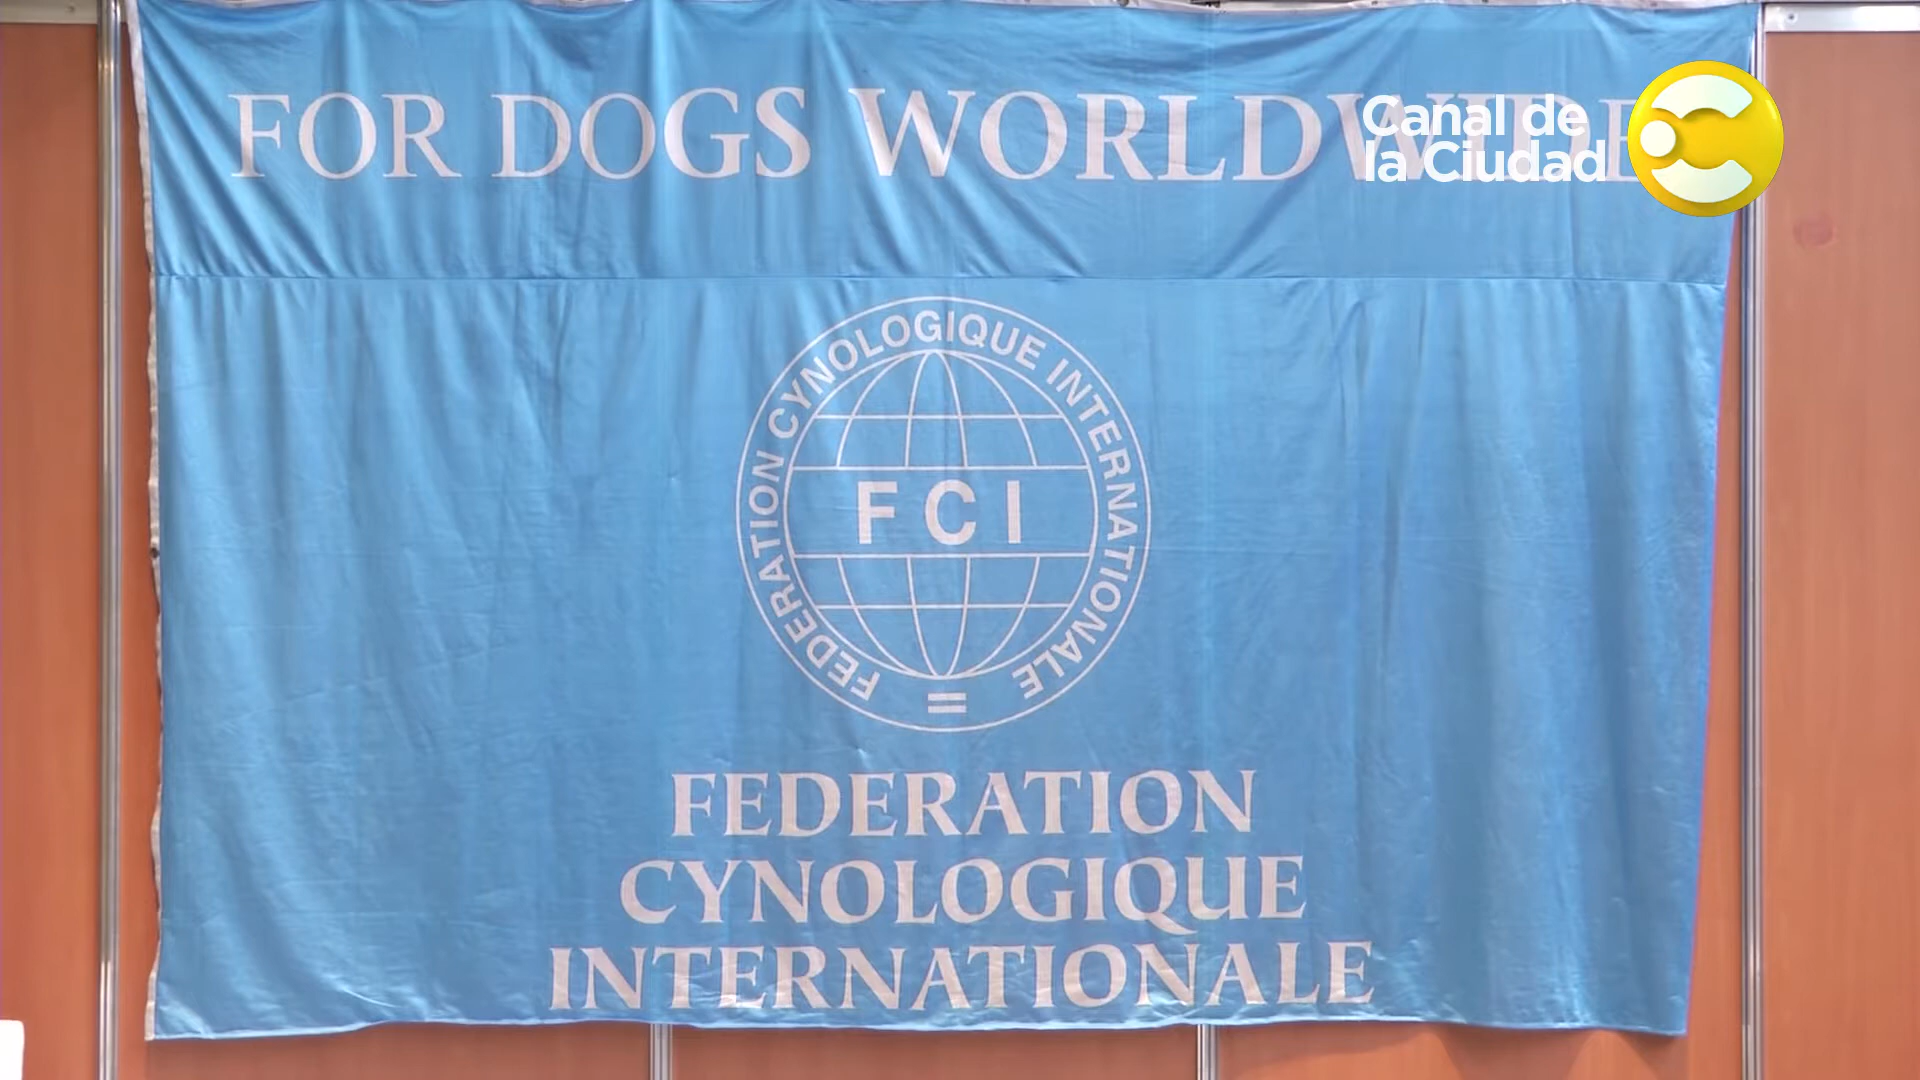 FOR DOGS WORLDWIDE
Canal de
la Ciudad
FEDERATION CYNOLOGIQUE INTERNATIONALE
FCI
=
FEDERATION
CYNOLOGIQUE
INTERNATIONALE